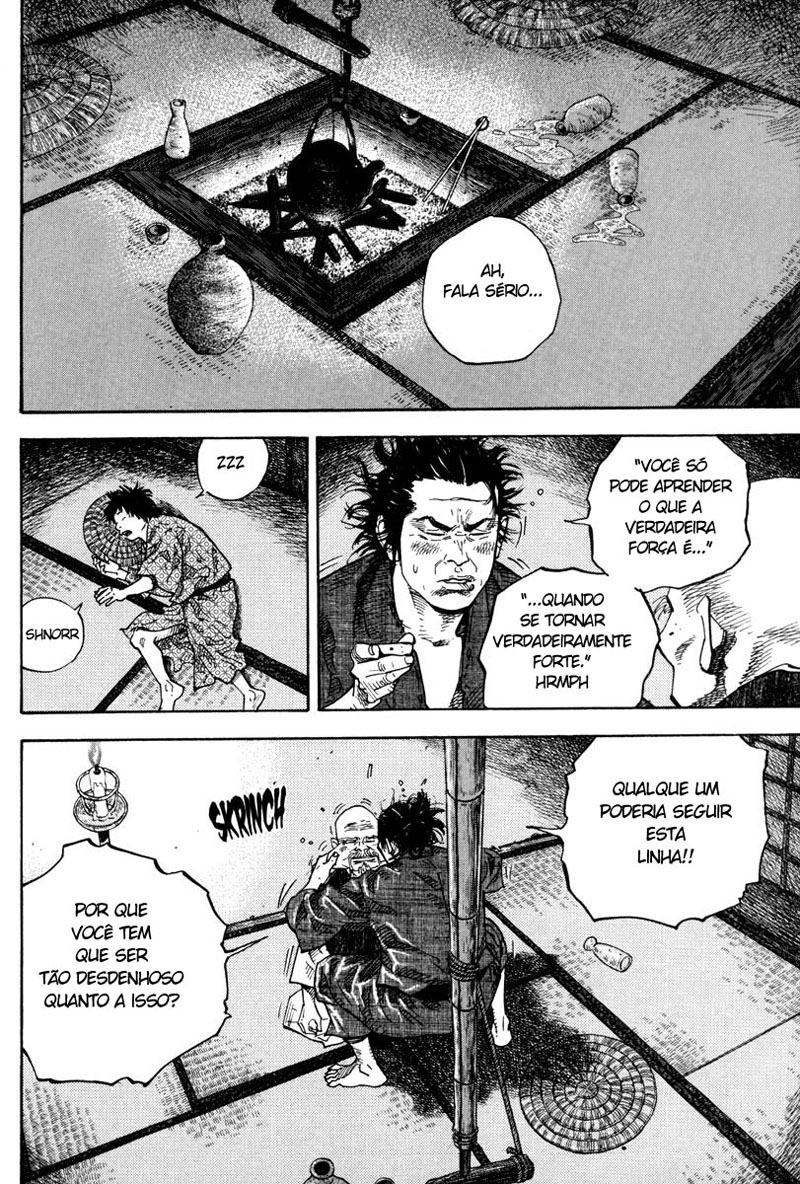 AH,
FALA SÉRIO...
"VOCÊ SÓ
PODE APRENDER
O QUE A
VERDADEIRA
FORÇA É..."
"...QUANDO
SE TORNAR
VERDADEIRAMENTE
FORTE."
HRMPH
ZZZ
SHNORR
QUALQUE UM
PODERIA SEGUIR
ESTA
LINHA!!
SKRINCH
POR QUE
VOCÊ TEM
QUE SER
TÃO DESDENHOSO
QUANTO A ISSO?